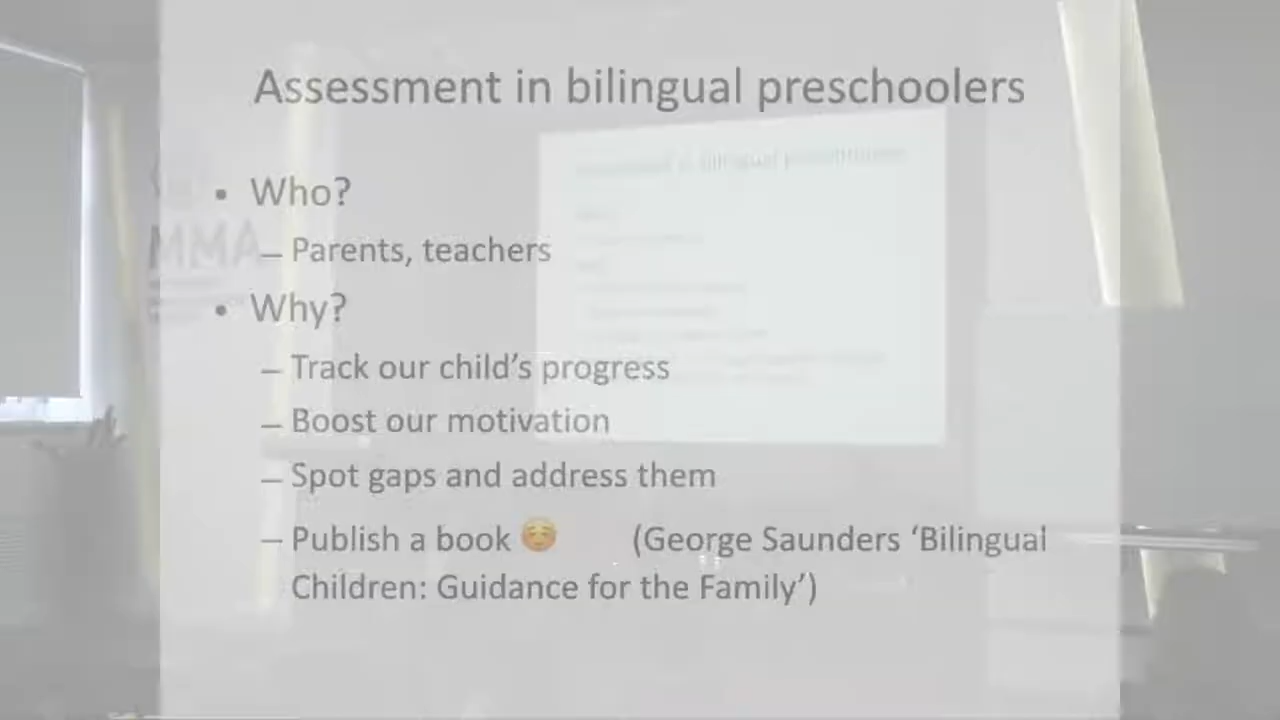 Assessment in bilingual preschoolers
• Who?
– Parents, teachers
• Why?
– Track our child’s progress
– Boost our motivation
– Spot gaps and address them
– Publish a book ☺️ (George Saunders ‘Bilingual
Children: Guidance for the Family’)
MMA